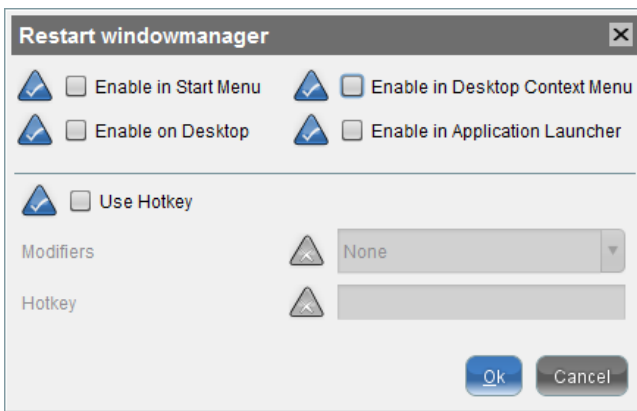 Restart windowmanager
Enable in Start Menu Enable in Desktop Context Menu
Enable on Desktop Enable in Application Launcher
Use Hotkey
Modifiers None
Hotkey
Ok Cancel